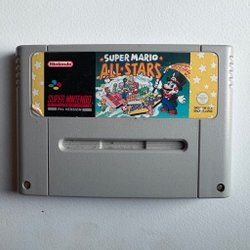 Nintendo
SUPER MARIO
ALL-STARS
SUPER NINTENDO
PAL VERSION